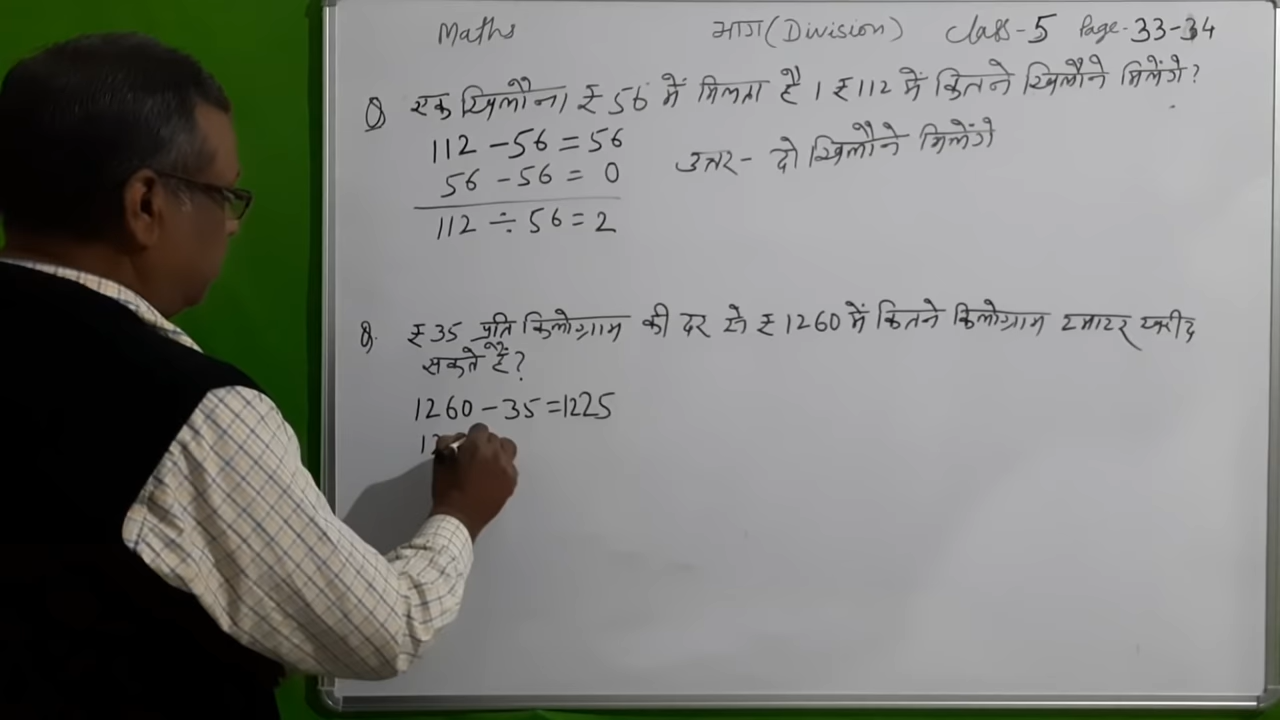 Maths भाग(Division) Class-5 Page-33-34
Q एक खिलौना ₹56 में मिलता है। ₹112 में कितने खिलौने मिलेंगे?
112-56=56
56-56=0
उत्तर- दो खिलौने मिलेंगे
112÷56=2
Q. ₹35 प्रति किलोग्राम की दर से ₹1260 में कितने किलोग्राम टमाटर खरीद
सकते हैं?
1260-35=1225